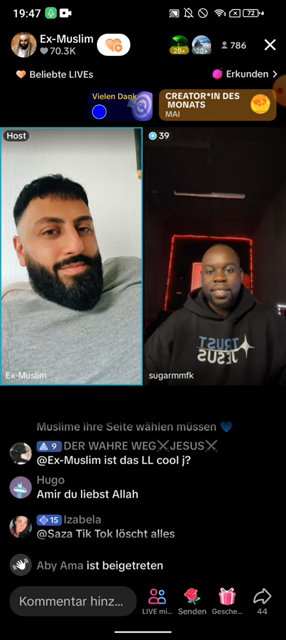 19:47
72
Ex-Muslim
70.3K
20+
20+
786
Beliebte LIVEs
Erkunden
Vielen Dank
CREATOR*IN DES
MONATS
MAI
Host
39
TRUST
JESUS
Ex-Muslim
sugarmmfk
Muslime ihre Seite wählen müssen
9 DER WAHRE WEG⚔JESUS⚔
@Ex-Muslim ist das LL cool j?
Hugo
Amir du liebst Allah
15 Izabela
@Saza Tik Tok löscht alles
Aby Ama ist beigetreten
Kommentar hinz...
LIVE mi...
Senden
Gesche...
44